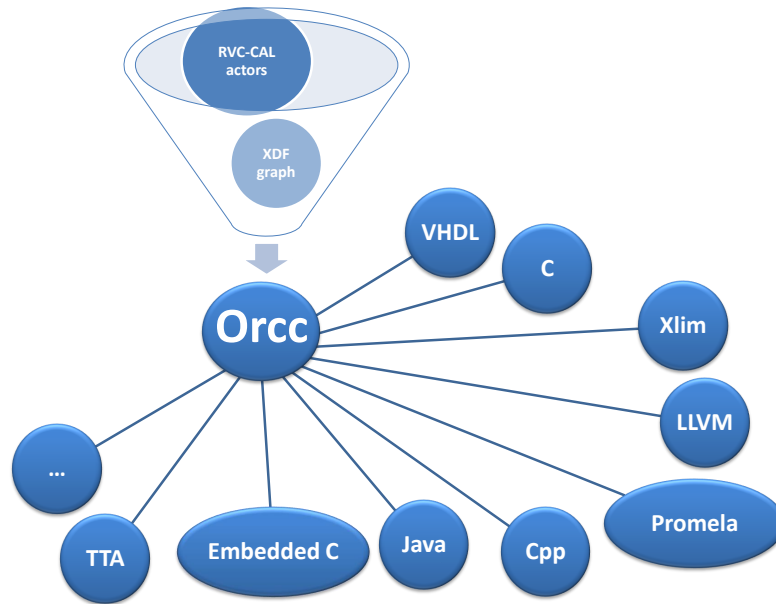 RVC-CAL
actors
XDF
graph
VHDL
C
Orcc
Xlim
LLVM
...
Promela
Embedded C
Java
Cpp
TTA